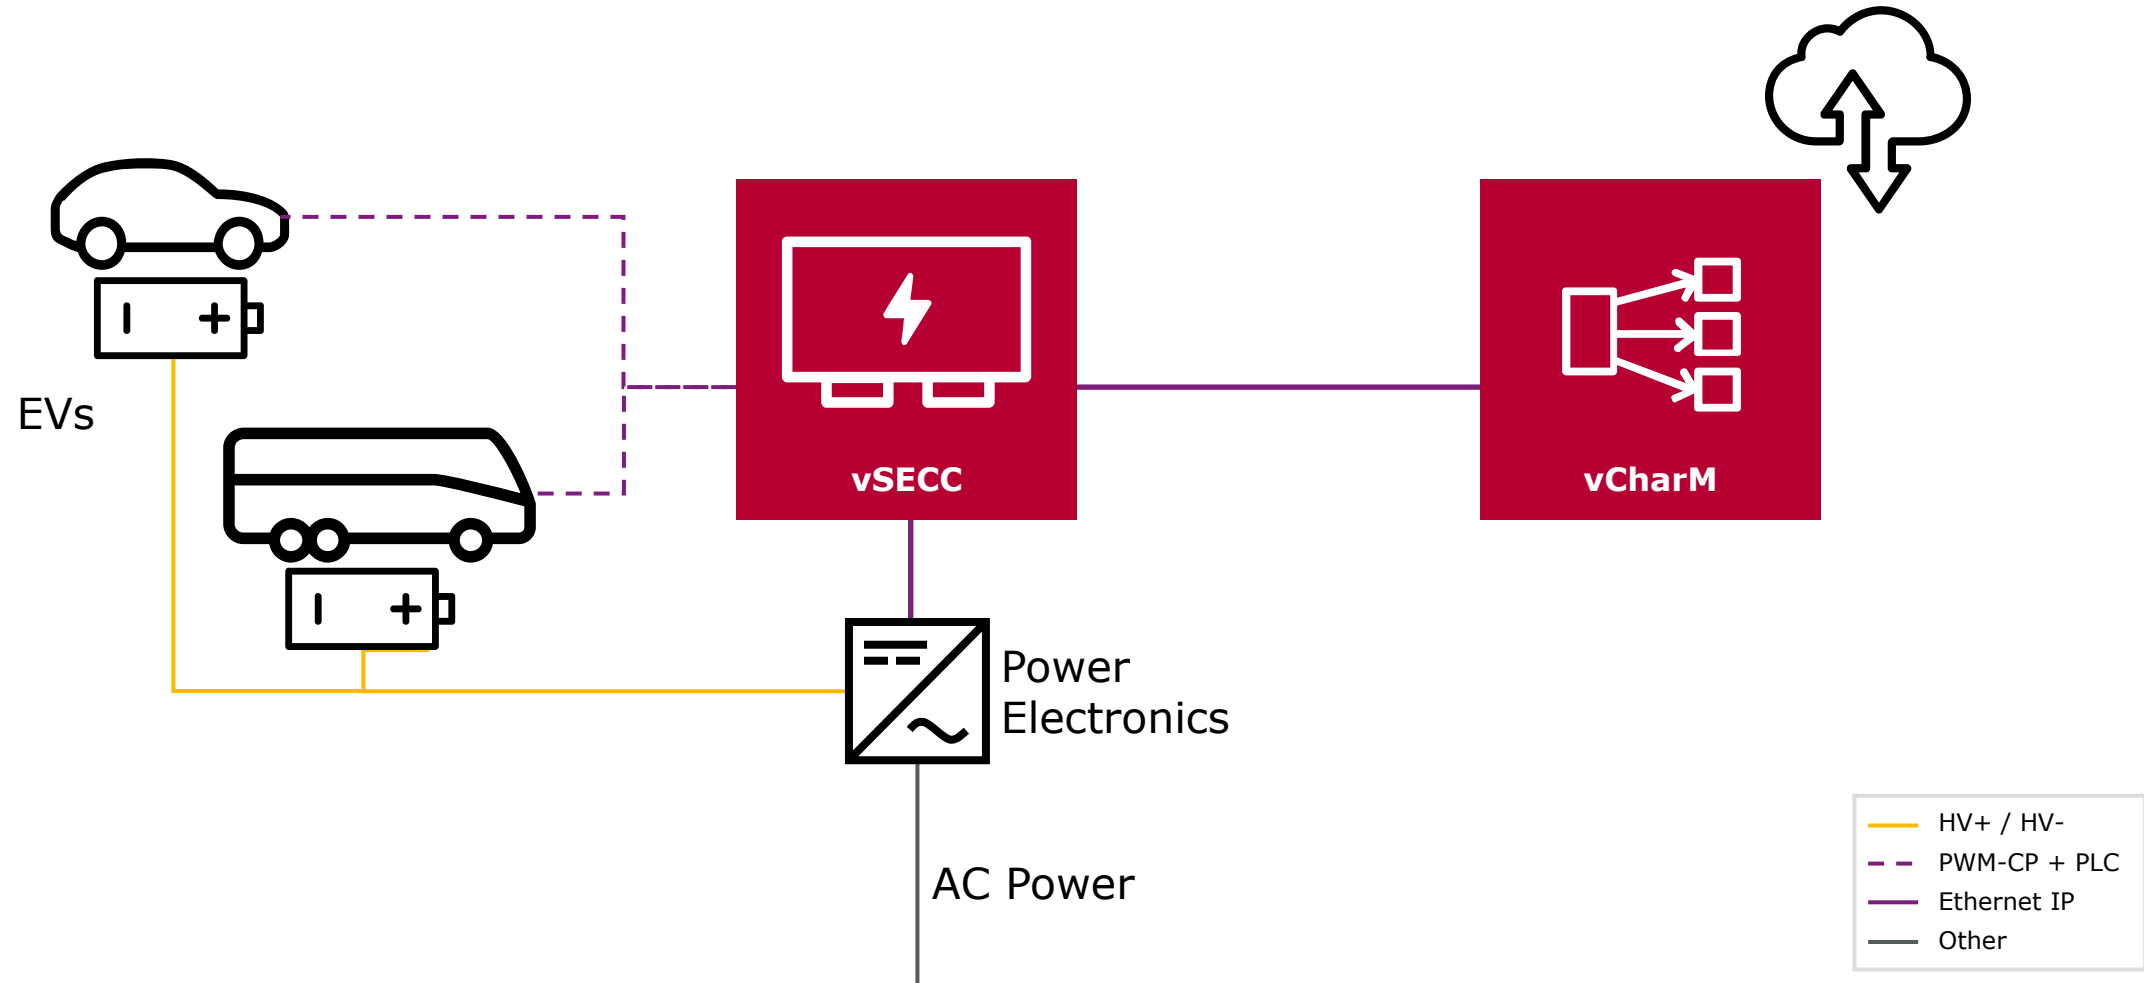 EVs
vSECC
vCharM
Power
Electronics
AC Power
HV+ / HV-
PWM-CP + PLC
Ethernet IP
Other